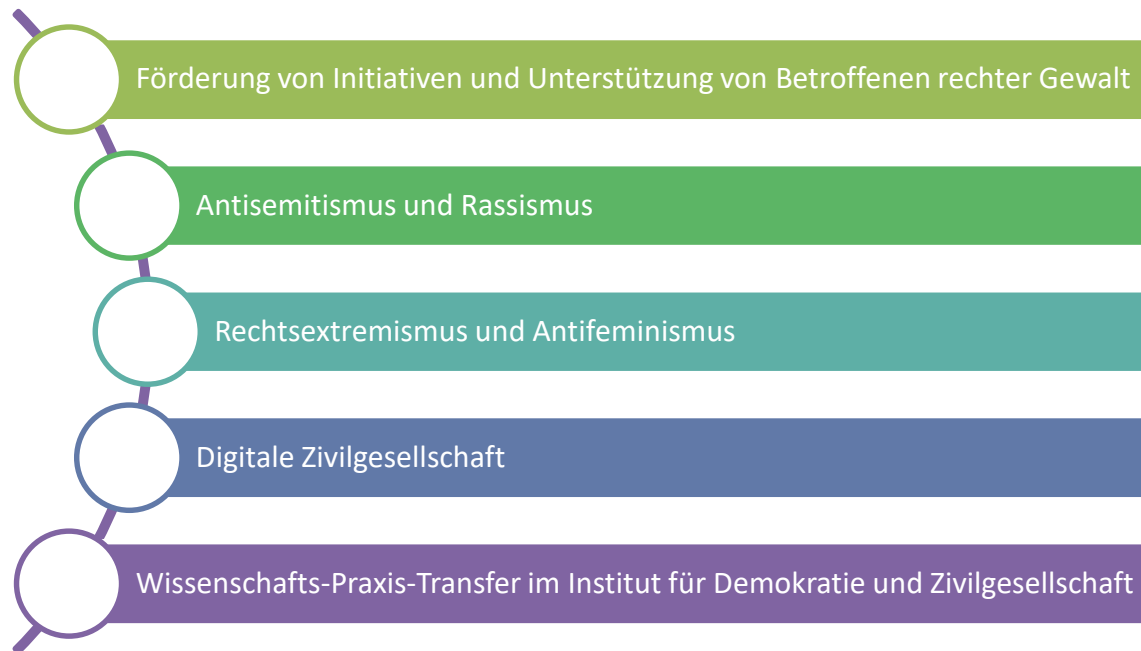 Förderung von Initiativen und Unterstützung von Betroffenen rechter Gewalt
Antisemitismus und Rassismus
Rechtsextremismus und Antifeminismus
Digitale Zivilgesellschaft
Wissenschafts-Praxis-Transfer im Institut für Demokratie und Zivilgesellschaft